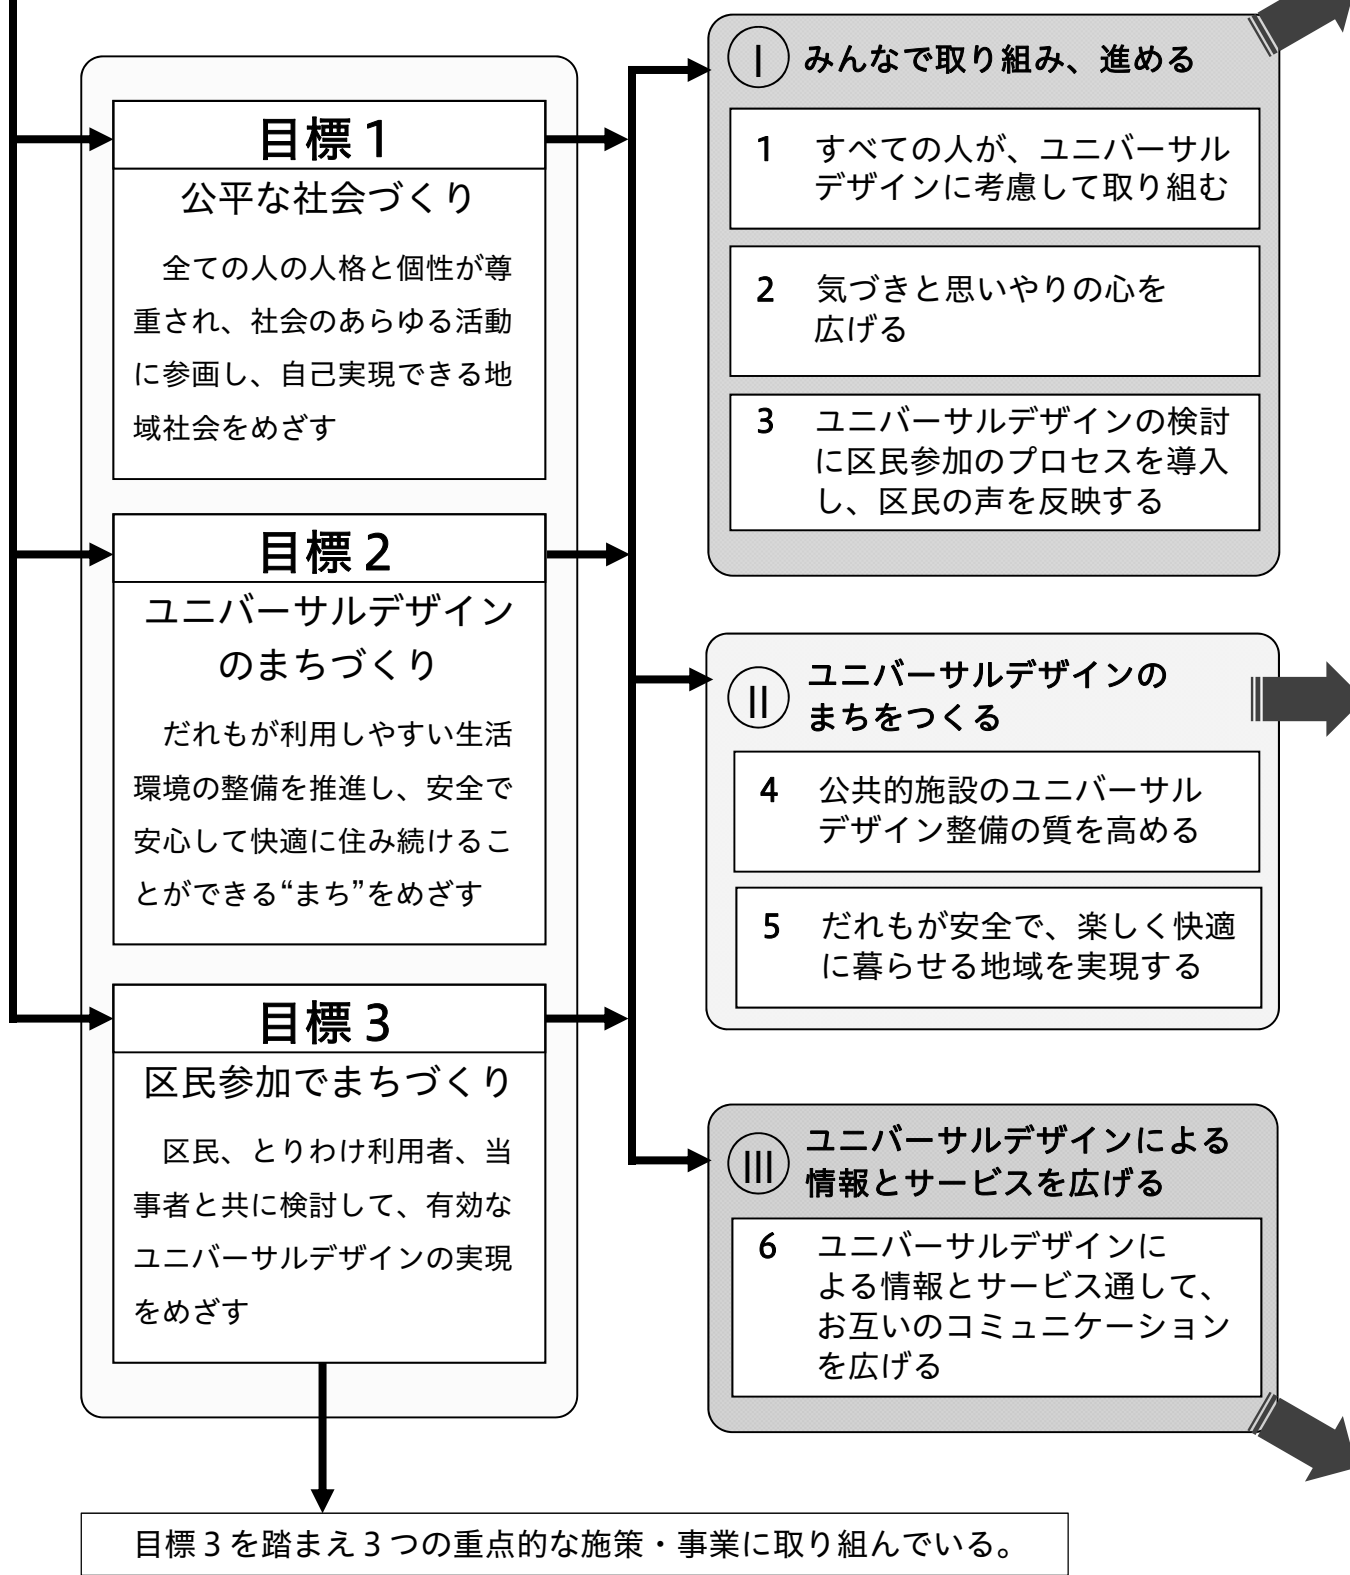 目標1
公平な社会づくり
全ての人の人格と個性が尊
重され、社会のあらゆる活動
に参画し、自己実現できる地
域社会をめざす
目標2
ユニバーサルデザイン
のまちづくり
だれもが利用しやすい生活
環境の整備を推進し、安全で
安心して快適に住み続けるこ
とができる“まち”をめざす
目標3
区民参加でまちづくり
区民、とりわけ利用者、当
事者と共に検討して、有効な
ユニバーサルデザインの実現
をめざす
目標3を踏まえ3つの重点的な施策・事業に取り組んでいる。
Ⅰ みんなで取り組み、進める
1 すべての人が、ユニバーサル
デザインに考慮して取り組む
2 気づきと思いやりの心を
広げる
3 ユニバーサルデザインの検討
に区民参加のプロセスを導入
し、区民の声を反映する
Ⅱ ユニバーサルデザインの
まちをつくる
4 公共的施設のユニバーサル
デザイン整備の質を高める
5 だれもが安全で、楽しく快適
に暮らせる地域を実現する
Ⅲ ユニバーサルデザインによる
情報とサービスを広げる
6 ユニバーサルデザインに
よる情報とサービス通して、
お互いのコミュニケーション
を広げる